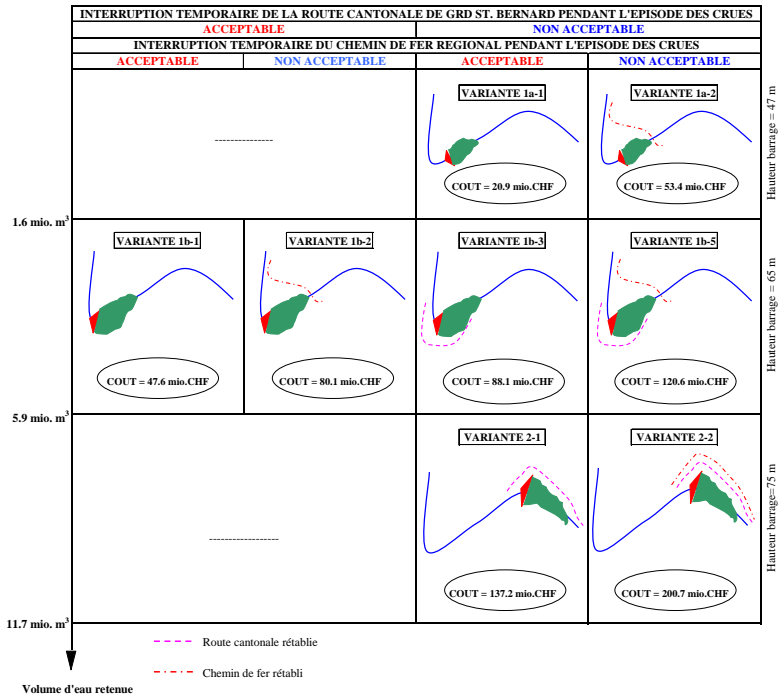 INTERRUPTION TEMPORAIRE DE LA ROUTE CANTONALE DE GRD ST. BERNARD PENDANT L'EPISODE DES CRUES
ACCEPTABLE NON ACCEPTABLE
INTERRUPTION TEMPORAIRE DU CHEMIN DE FER REGIONAL PENDANT L'EPISODE DES CRUES
ACCEPTABLE NON ACCEPTABLE ACCEPTABLE NON ACCEPTABLE
VARIANTE 1a-1 VARIANTE 1a-2
---------------
COUT = 20.9 mio.CHF COUT = 53.4 mio.CHF
Hauteur barrage = 47 m
1.6 mio. m³
VARIANTE 1b-1 VARIANTE 1b-2 VARIANTE 1b-3 VARIANTE 1b-5
COUT = 47.6 mio.CHF COUT = 80.1 mio.CHF COUT = 88.1 mio.CHF COUT = 120.6 mio.CHF
Hauteur barrage = 65 m
5.9 mio. m³
VARIANTE 2-1 VARIANTE 2-2
------------------
COUT = 137.2 mio.CHF COUT = 200.7 mio.CHF
Hauteur barrage=75 m
11.7 mio. m³
Route cantonale rétablie
Chemin de fer rétabli
Volume d'eau retenue